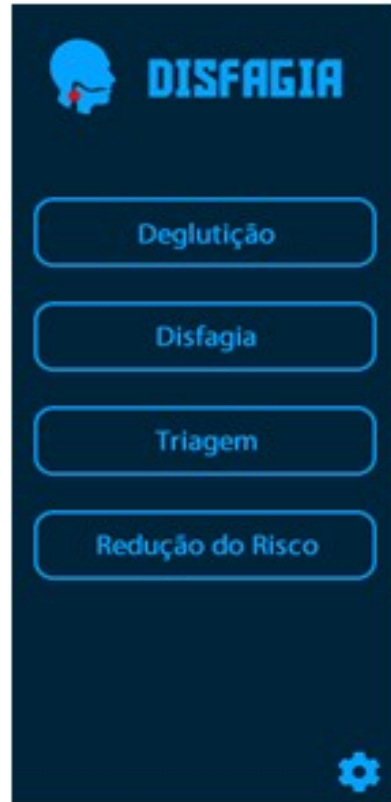 DISFAGIA
Deglutição
Disfagia
Triagem
Redução do Risco